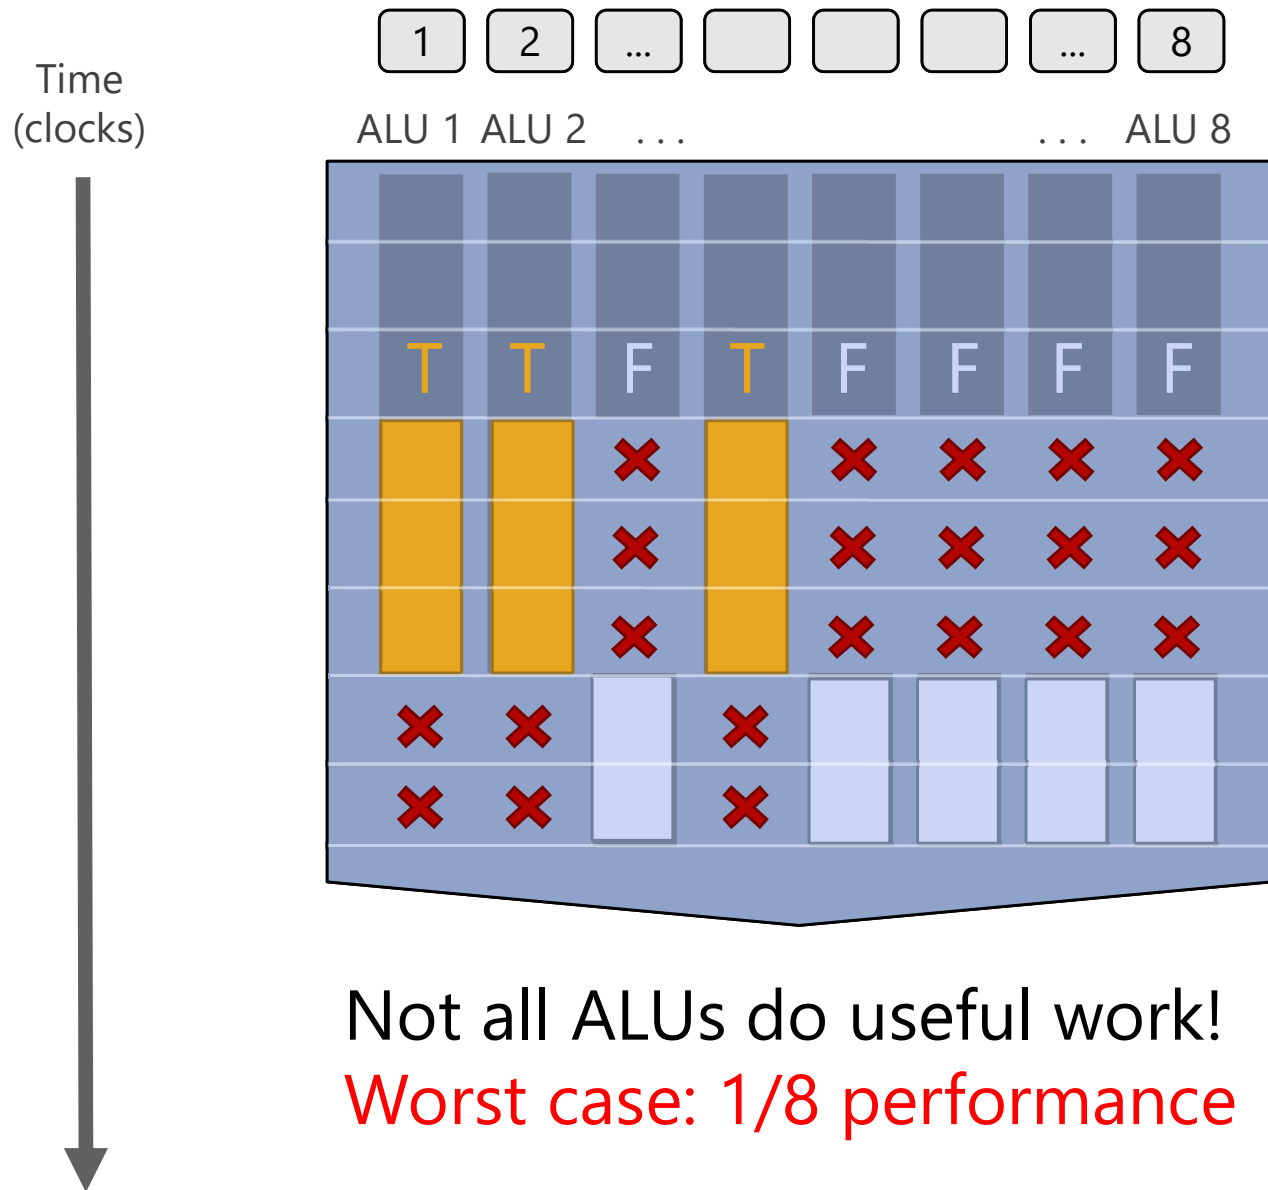 1 2 ... ... 8
Time
(clocks)
ALU 1 ALU 2 . . . . . . ALU 8
T T F T F F F F
Not all ALUs do useful work!
Worst case: 1/8 performance